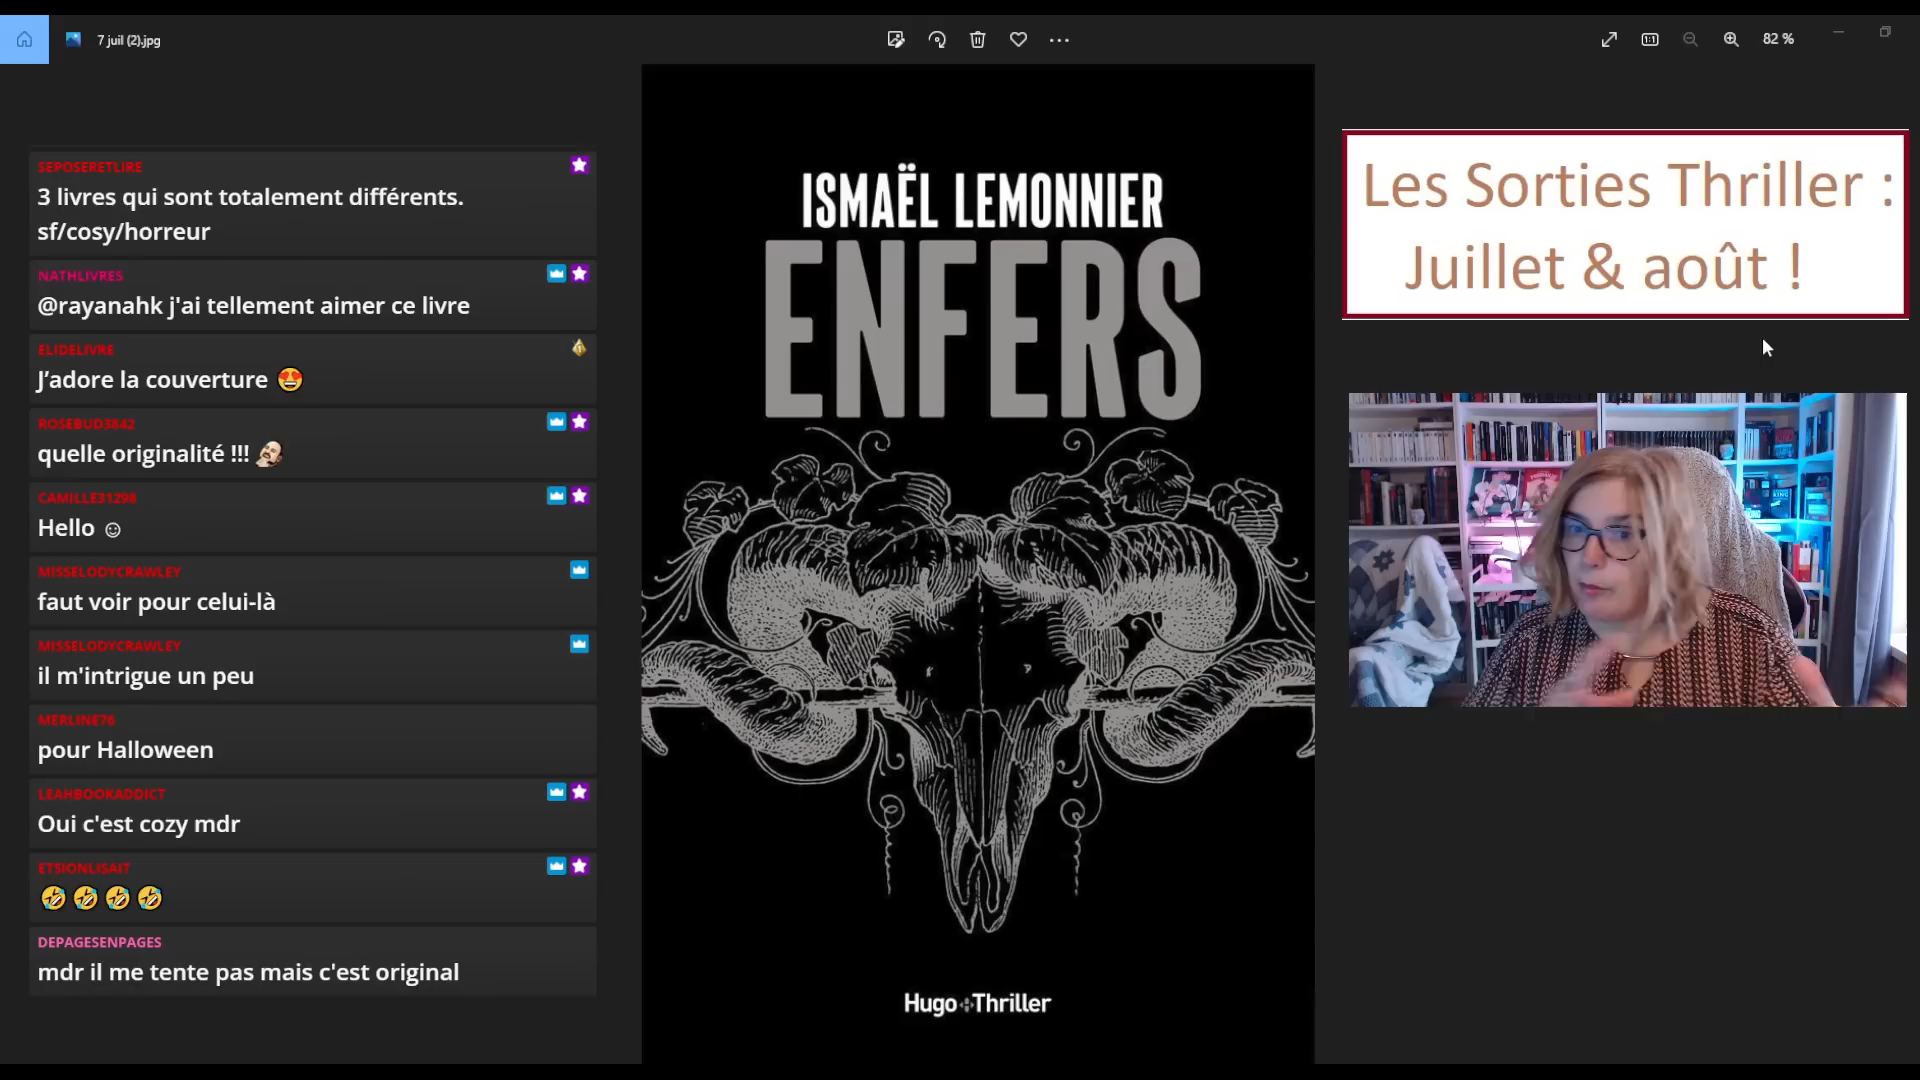 7 juil (2).jpg
82 %
SEPOSERETLIRE
3 livres qui sont totalement différents.
sf/cosy/horreur
NATHLIVRES
@rayanahk j'ai tellement aimer ce livre
ELIDELIVRE
J’adore la couverture 😍
ROSEBUD3842
quelle originalité !!!
CAMILLE31298
Hello ☺
MISSELODYCRAWLEY
faut voir pour celui-là
MISSELODYCRAWLEY
il m'intrigue un peu
MERLINE76
pour Halloween
LEAHBOOKADDICT
Oui c'est cozy mdr
ETSIONLISAIT
🤣🤣🤣🤣
DEPAGESENPAGES
mdr il me tente pas mais c'est original
ISMAËL LEMONNIER
ENFERS
Hugo Thriller
Les Sorties Thriller :
Juillet & août !